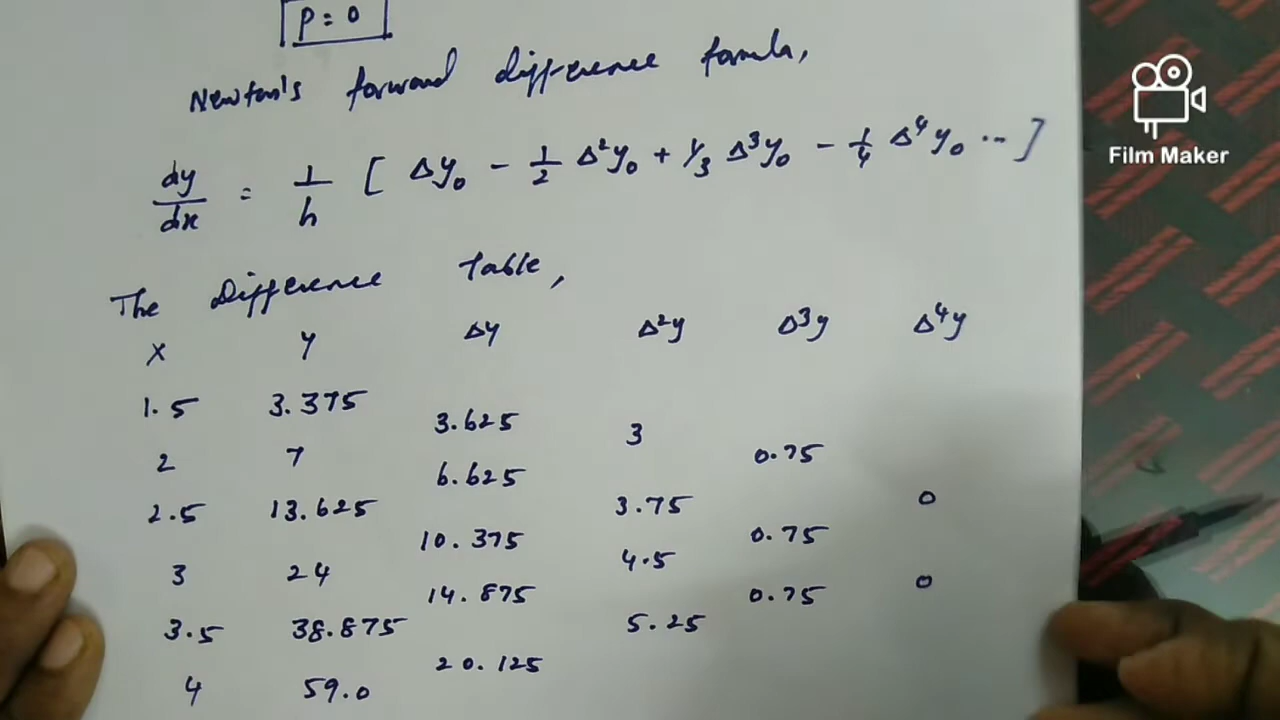 P = 0
Newton's forward difference formula,
dy/dx = 1/h [ Δy₀ - 1/2 Δ²y₀ + 1/3 Δ³y₀ - 1/4 Δ⁴y₀ ... ]
The Difference table,
x y Δy Δ²y Δ³y Δ⁴y
1.5 3.375
3.625 3
2 7 0.75
6.625
2.5 13.625 3.75 0
10.375 0.75
3 24 4.5
14.875 0.75 0
3.5 38.875 5.25
20.125
4 59.0
Film Maker